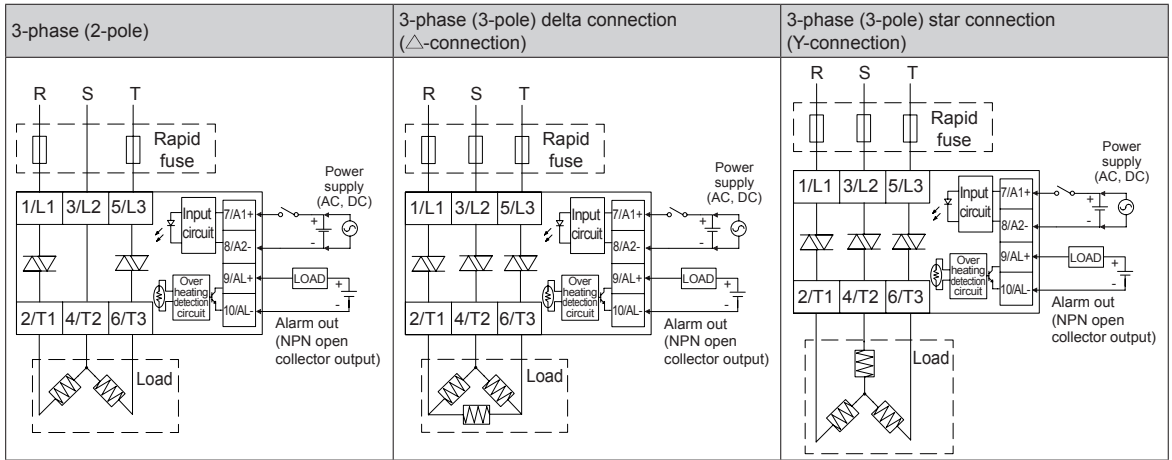 3-phase (2-pole)
R S T
Rapid
fuse
Power
supply
(AC, DC)
1/L1 3/L2 5/L3
Input
circuit
7/A1+
+
8/A2-
-
Over
heating
detection
circuit
9/AL+
LOAD
+
10/AL-
-
2/T1 4/T2 6/T3
Alarm out
(NPN open
collector output)
Load
3-phase (3-pole) delta connection
(△-connection)
R S T
Rapid
fuse
Power
supply
(AC, DC)
1/L1 3/L2 5/L3
Input
circuit
7/A1+
+
8/A2-
-
Over
heating
detection
circuit
9/AL+
LOAD
+
10/AL-
-
2/T1 4/T2 6/T3
Alarm out
(NPN open
collector output)
Load
3-phase (3-pole) star connection
(Y-connection)
R S T
Rapid
fuse
Power
supply
(AC, DC)
1/L1 3/L2 5/L3
Input
circuit
7/A1+
+
8/A2-
-
Over
heating
detection
circuit
9/AL+
LOAD
+
10/AL-
-
2/T1 4/T2 6/T3
Alarm out
(NPN open
collector output)
Load